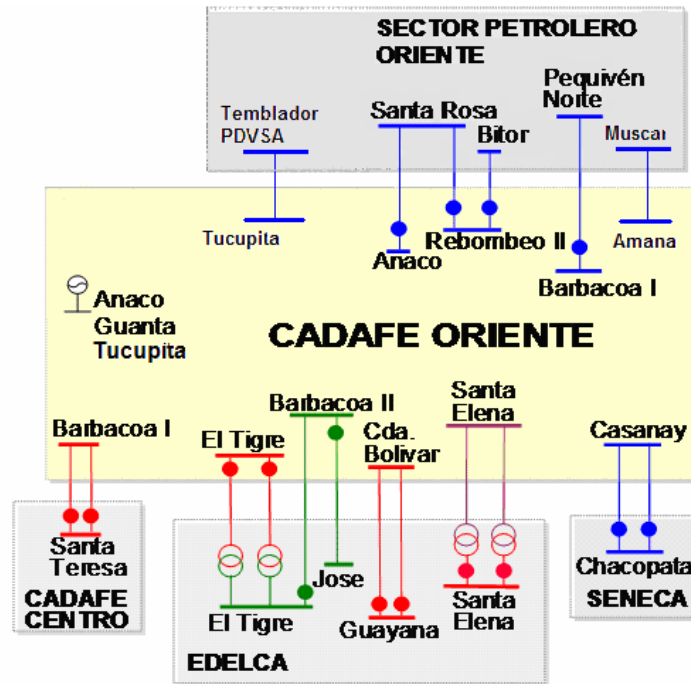 SECTOR PETROLERO
ORIENTE
Temblador
PDVSA
Santa Rosa
Bitor
Pequivén
Noite
Muscar
Tucupita
Anaco
Rebombeo II
Barbacoa I
Amana
Anaco
Guanta
Tucupita
CADAFE ORIENTE
Barbacoa I
El Tigre
Barbacoa II
Cda.
Bolivar
Santa
Elena
Casanay
Santa
Teresa
CADAFE
CENTRO
El Tigre
Jose
Guayana
Santa
Elena
EDELCA
Chacopata
SENECA